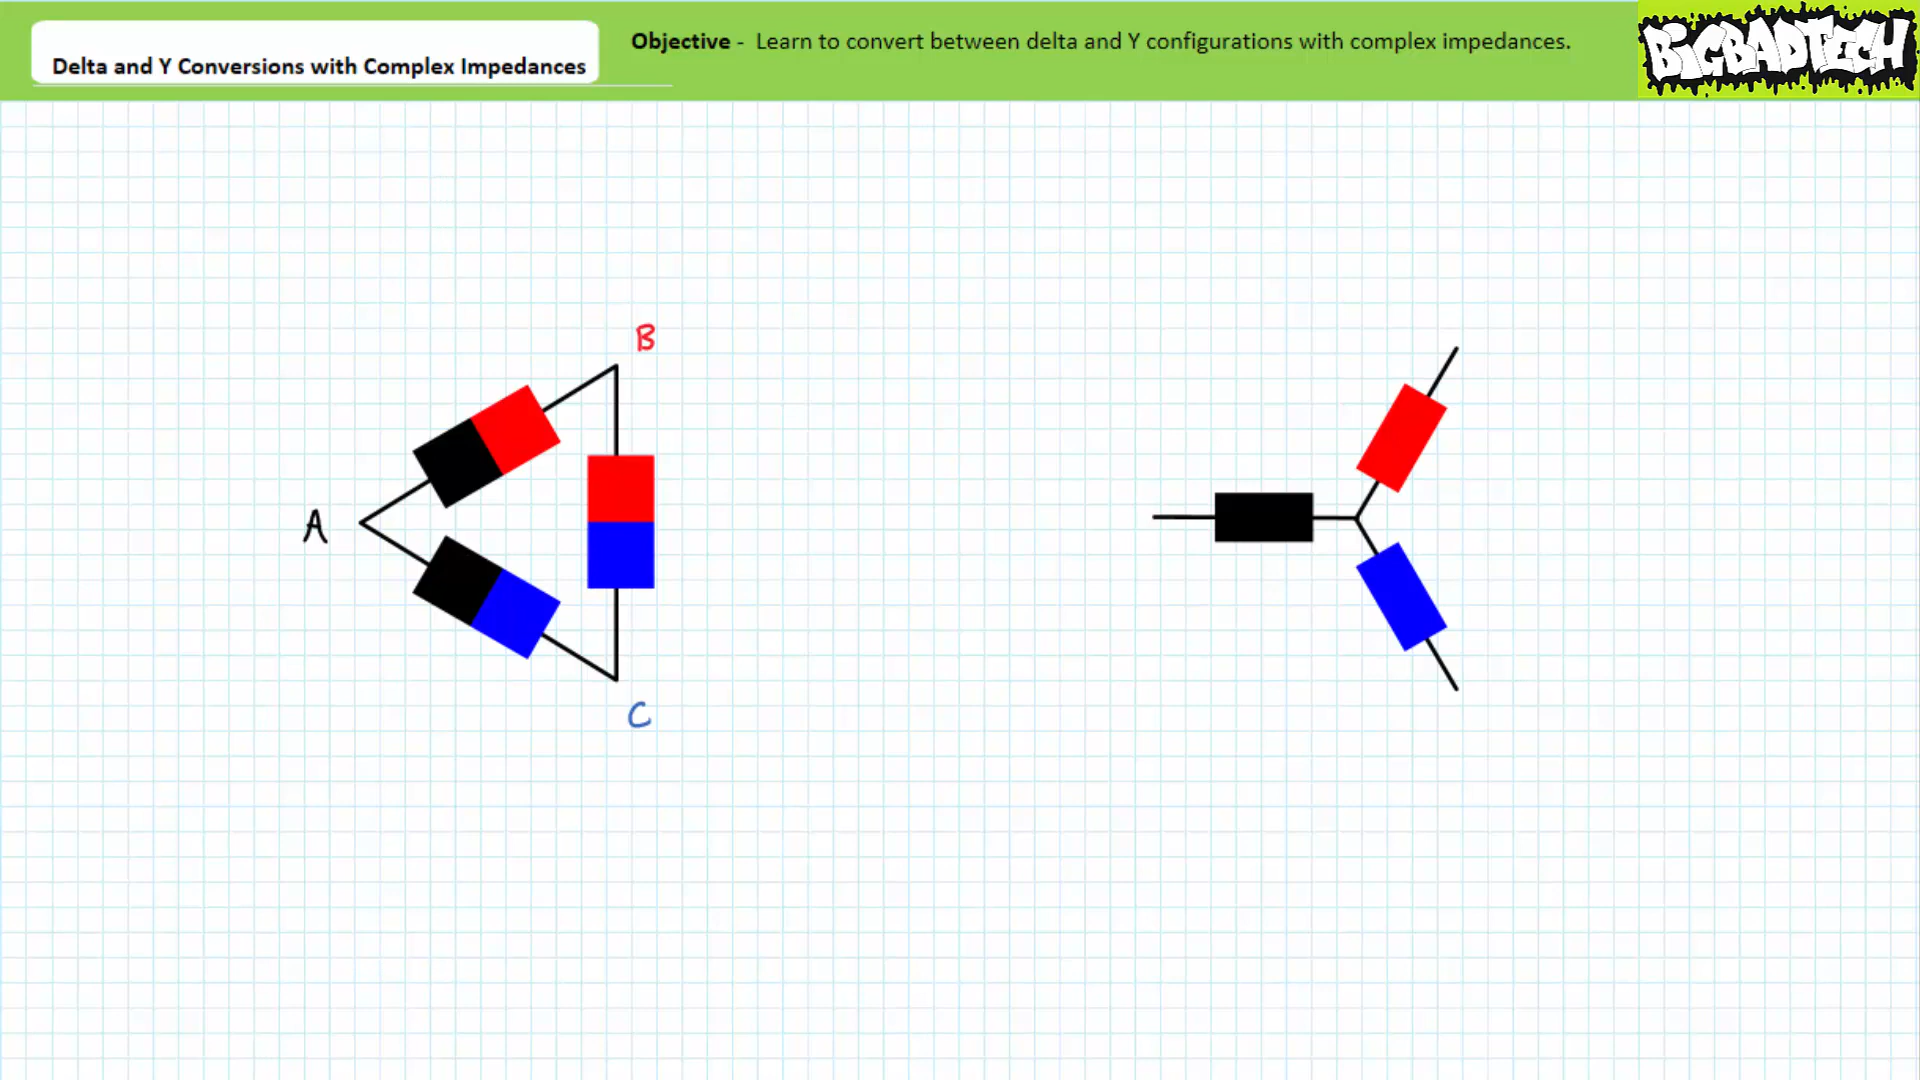 Delta and Y Conversions with Complex Impedances
Objective - Learn to convert between delta and Y configurations with complex impedances.
BIGBADTECH
B
A
C